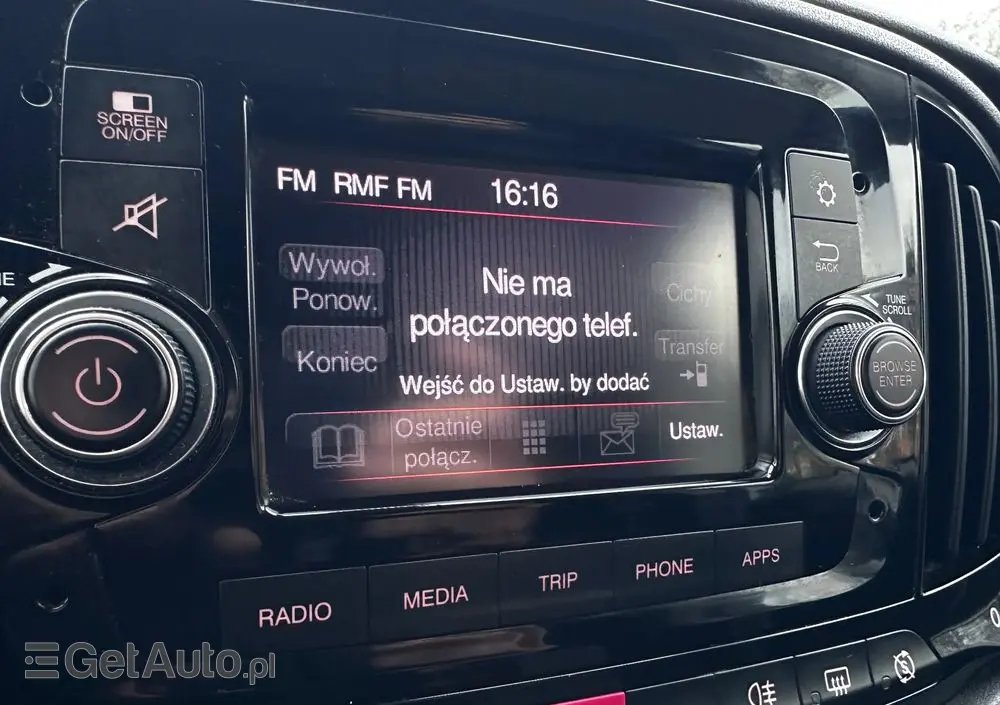 SCREEN
ON/OFF
FM RMF FM 16:16
Wywoł.
Ponow.
Koniec
Nie ma
połączonego telef.
Wejść do Ustaw. by dodać
Cichy
Transfer
Ostatnie
połącz.
Ustaw.
BACK
TUNE
SCROLL
BROWSE
ENTER
RADIO
MEDIA
TRIP
PHONE
APPS
GetAuto.pl